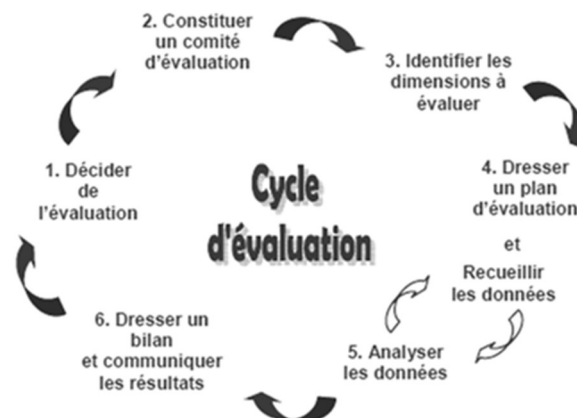 2. Constituer
un comité
d'évaluation
3. Identifier les
dimensions à
évaluer
1. Décider
de
l'évaluation
4. Dresser
un plan
d'évaluation
et
Recueillir
les données
Cycle
d'évaluation
6. Dresser un
bilan
et communiquer
les résultats
5. Analyser
les données